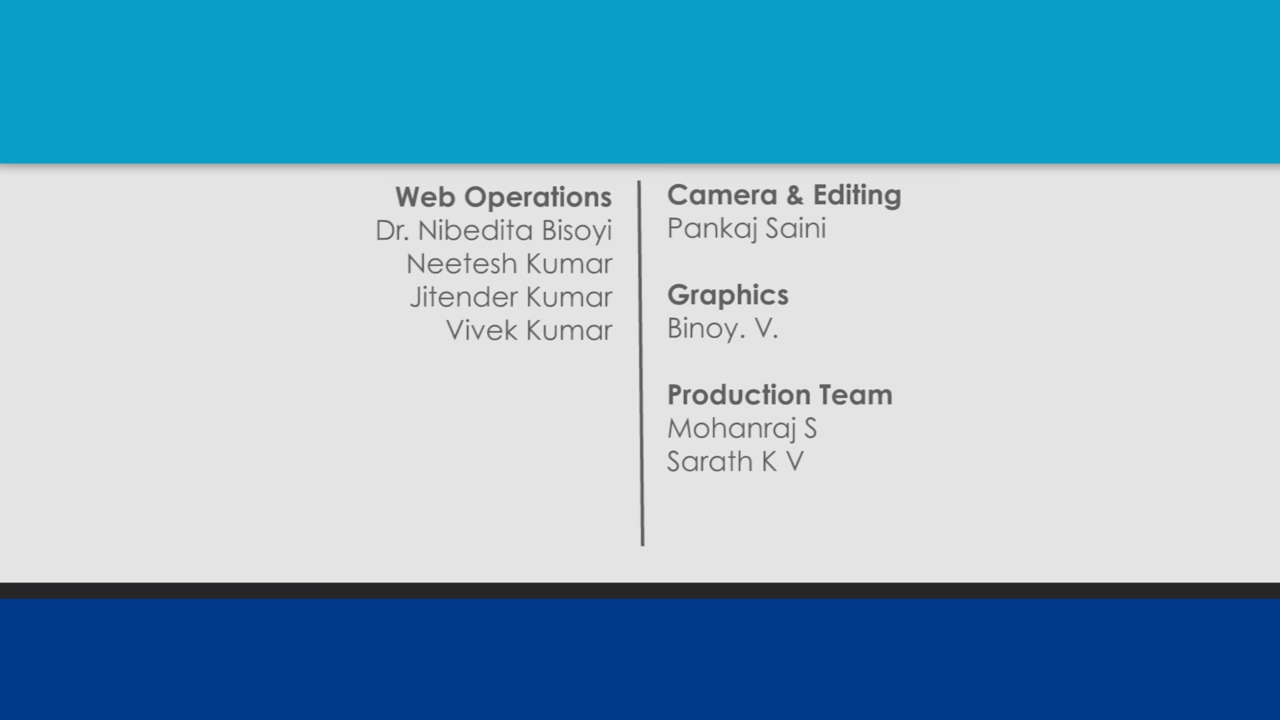 Web Operations
Dr. Nibedita Bisoyi
Neetesh Kumar
Jitender Kumar
Vivek Kumar
Camera & Editing
Pankaj Saini
Graphics
Binoy. V.
Production Team
Mohanraj S
Sarath K V